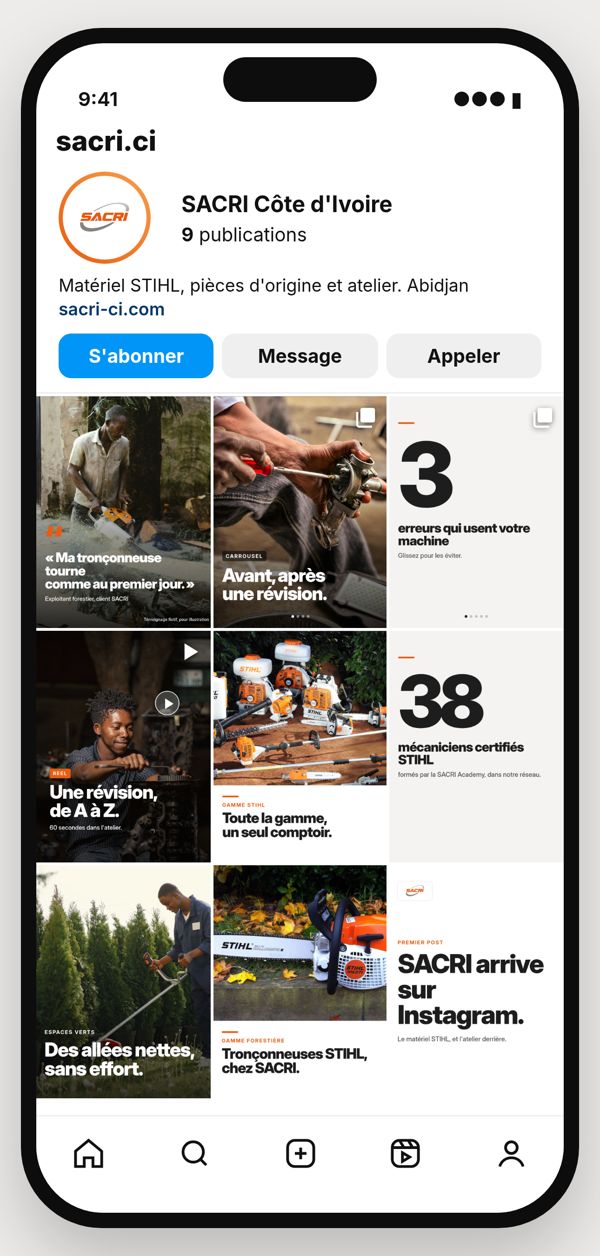 9:41
sacri.ci
SACRI
SACRI Côte d'Ivoire
9 publications
Matériel STIHL, pièces d'origine et atelier. Abidjan
sacri-ci.com
S'abonner
Message
Appeler
« Ma tronçonneuse
tourne
comme au premier jour. »
Exploitant forestier, client SACRI
Témoignage fictif, pour illustration
CARROUSEL
Avant, après
une révision.
3
erreurs qui usent votre
machine
Glissez pour les éviter.
REEL
Une révision,
de A à Z.
60 secondes dans l'atelier.
STIHL
STIHL
GAMME STIHL
Toute la gamme,
un seul comptoir.
38
mécaniciens certifiés
STIHL
formés par la SACRI Academy, dans notre réseau.
ESPACES VERTS
Des allées nettes,
sans effort.
STIHL
STIHL
GAMME FORESTIÈRE
Tronçonneuses STIHL,
chez SACRI.
SACRI
PREMIER POST
SACRI arrive
sur
Instagram.
Le matériel STIHL, et l'atelier derrière.